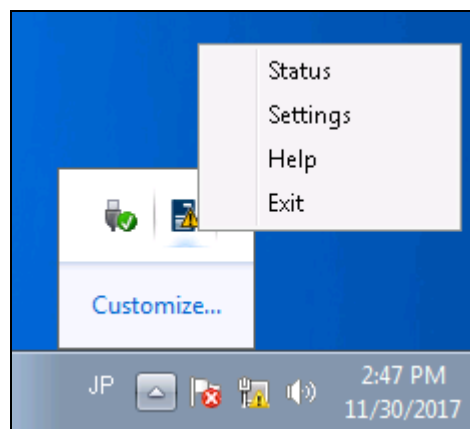 Status
Settings
Help
Exit
Customize...
JP
2:47 PM
11/30/2017